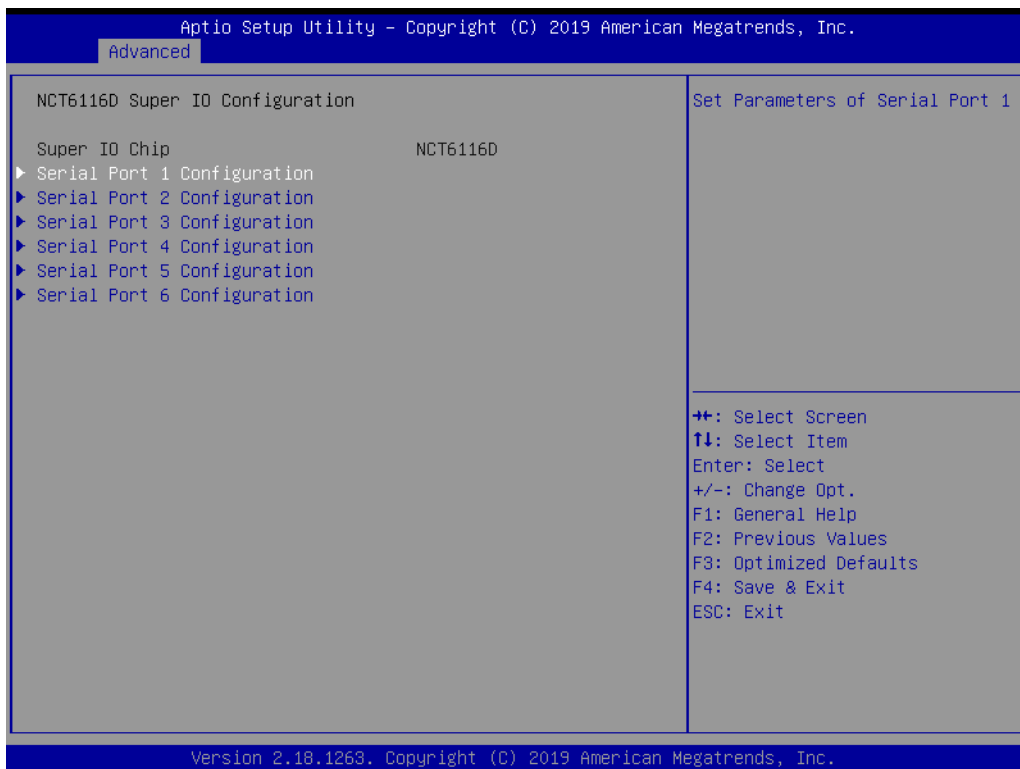 Aptio Setup Utility – Copyright (C) 2019 American Megatrends, Inc.
Advanced
NCT6116D Super IO Configuration
Super IO Chip NCT6116D
▶ Serial Port 1 Configuration
▶ Serial Port 2 Configuration
▶ Serial Port 3 Configuration
▶ Serial Port 4 Configuration
▶ Serial Port 5 Configuration
▶ Serial Port 6 Configuration
Set Parameters of Serial Port 1
→←: Select Screen
↑↓: Select Item
Enter: Select
+/-: Change Opt.
F1: General Help
F2: Previous Values
F3: Optimized Defaults
F4: Save & Exit
ESC: Exit
Version 2.18.1263. Copyright (C) 2019 American Megatrends, Inc.